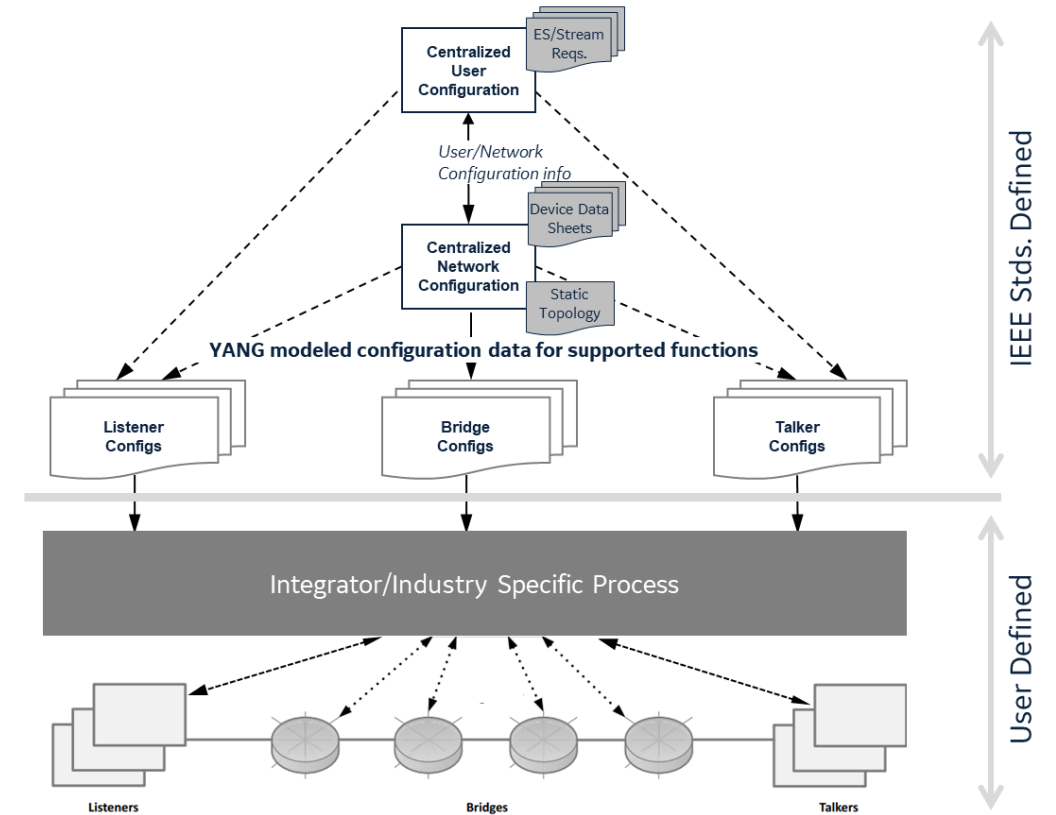 ES/Stream
Reqs.
Centralized
User
Configuration
User/Network
Configuration info
Device Data
Sheets
Centralized
Network
Configuration
Static
Topology
YANG modeled configuration data for supported functions
Listener
Configs
Bridge
Configs
Talker
Configs
IEEE Stds. Defined
Integrator/Industry Specific Process
User Defined
Listeners
Bridges
Talkers